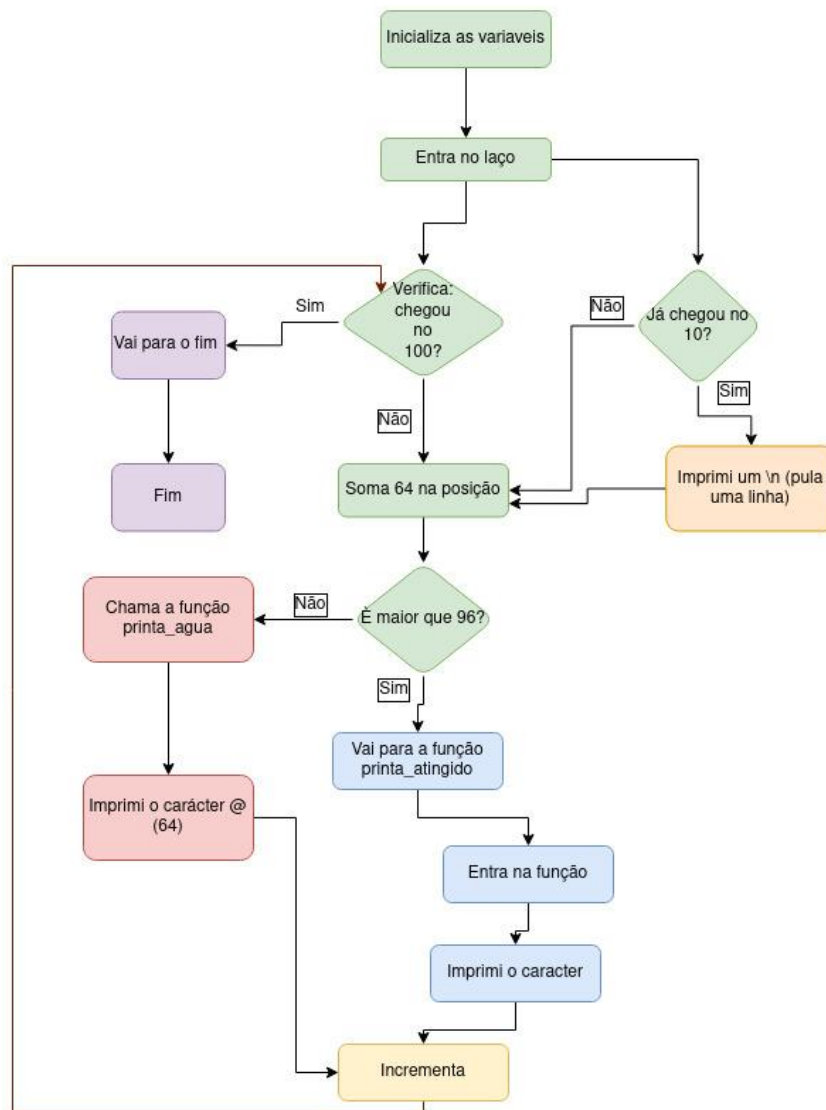 Inicializa as variaveis
Entra no laço
Verifica:
chegou
no
100?
Sim
Vai para o fim
Fim
Não
Já chegou no
10?
Não
Sim
Imprimi um \n (pula
uma linha)
Soma 64 na posição
È maior que 96?
Não
Chama a função
printa_agua
Imprimi o carácter @
(64)
Sim
Vai para a função
printa_atingido
Entra na função
Imprimi o caracter
Incrementa